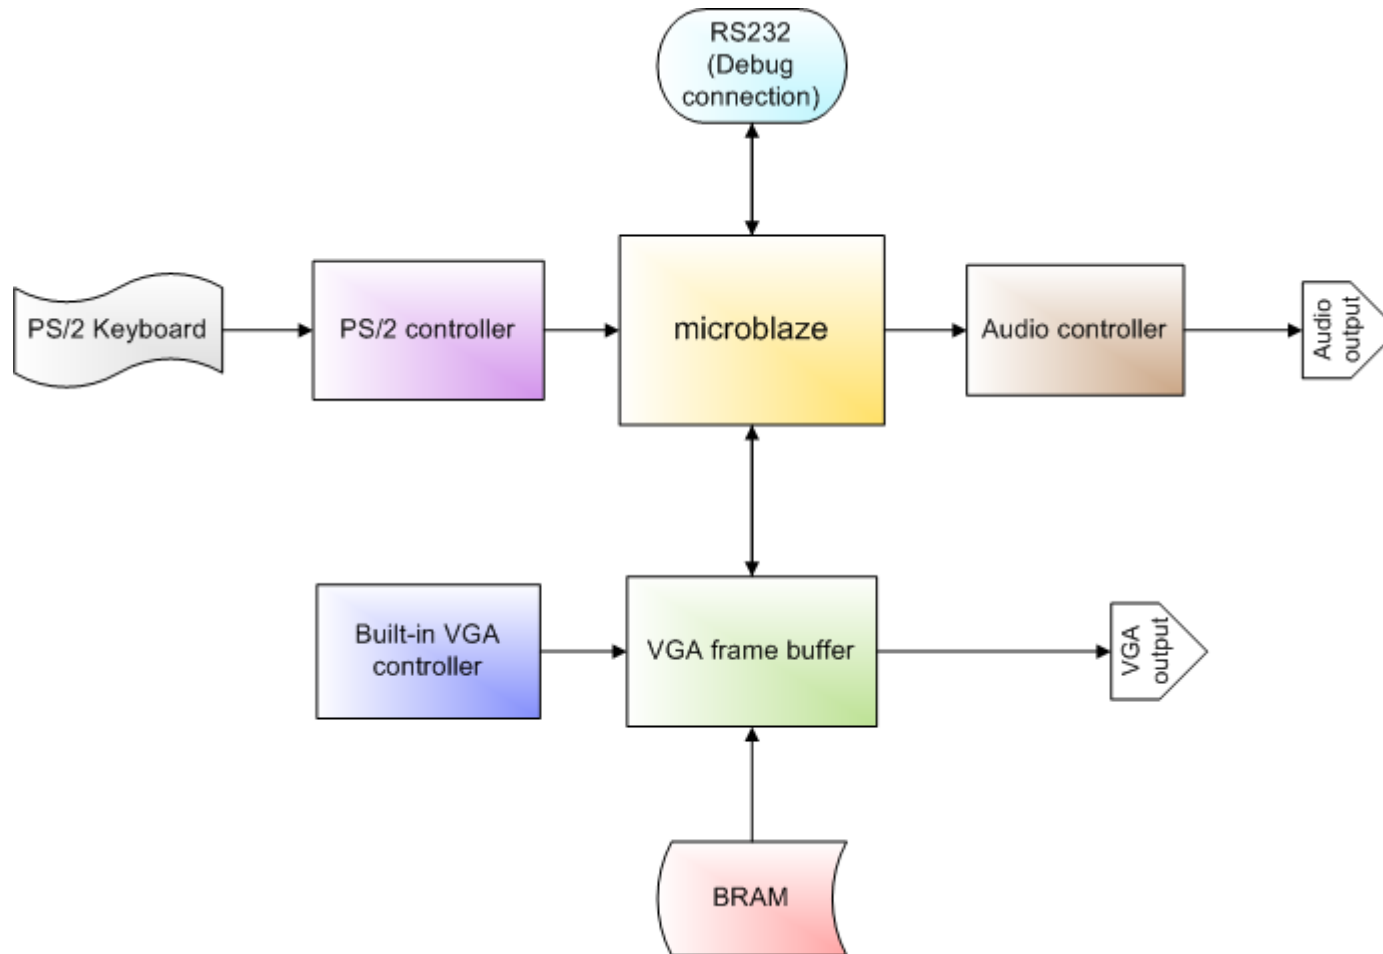 RS232
(Debug
connection)
PS/2 Keyboard
PS/2 controller
microblaze
Audio controller
Audio
output
Built-in VGA
controller
VGA frame buffer
VGA
output
BRAM